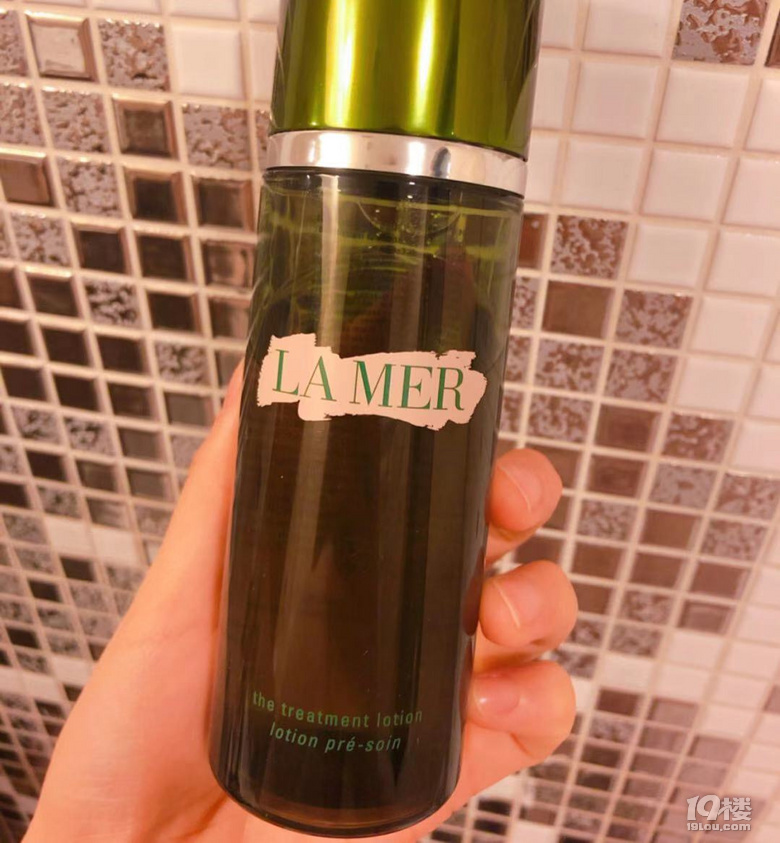 LA MER
the treatment lotion
lotion pré-soin
19楼
19lou.com